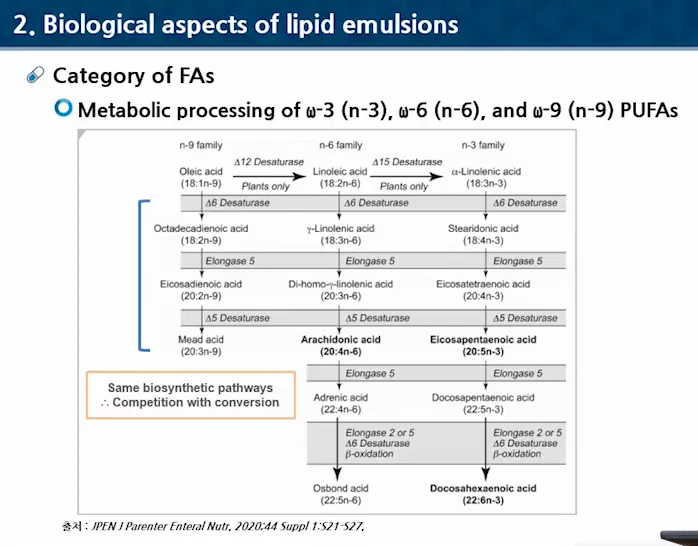 2. Biological aspects of lipid emulsions
Category of FAs
Metabolic processing of ω-3 (n-3), ω-6 (n-6), and ω-9 (n-9) PUFAs
n-9 family n-6 family n-3 family
Δ12 Desaturase Δ15 Desaturase
Oleic acid Linoleic acid α-Linolenic acid
(18:1n-9) Plants only (18:2n-6) Plants only (18:3n-3)
Δ6 Desaturase Δ6 Desaturase Δ6 Desaturase
Octadecadienoic acid γ-Linolenic acid Stearidonic acid
(18:2n-9) (18:3n-6) (18:4n-3)
Elongase 5 Elongase 5 Elongase 5
Eicosadienoic acid Di-homo-γ-linolenic acid Eicosatetraenoic acid
(20:2n-9) (20:3n-6) (20:4n-3)
Δ5 Desaturase Δ5 Desaturase Δ5 Desaturase
Mead acid Arachidonic acid Eicosapentaenoic acid
(20:3n-9) (20:4n-6) (20:5n-3)
Elongase 5 Elongase 5
Same biosynthetic pathways
∴ Competition with conversion
Adrenic acid Docosapentaenoic acid
(22:4n-6) (22:5n-3)
Elongase 2 or 5 Elongase 2 or 5
Δ6 Desaturase Δ6 Desaturase
β-oxidation β-oxidation
Osbond acid Docosahexaenoic acid
(22:5n-6) (22:6n-3)
출처 : JPEN J Parenter Enteral Nutr. 2020;44 Suppl 1:S21-S27.